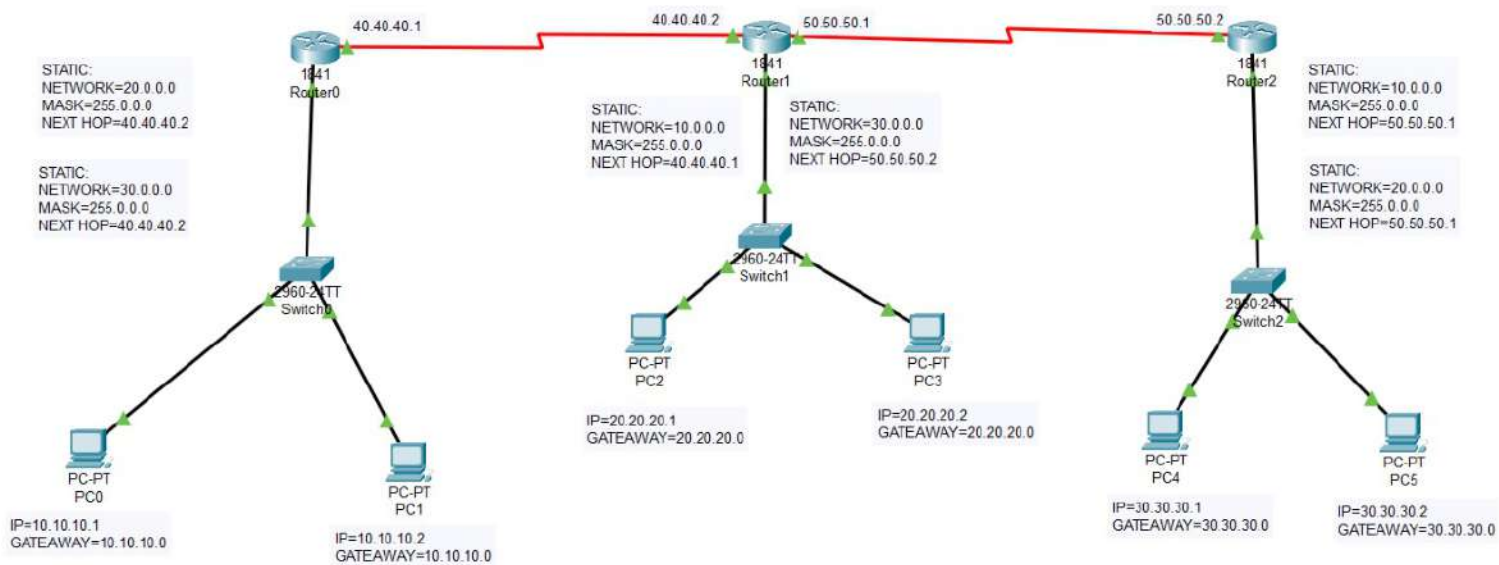 40.40.40.1
1841
Router0
STATIC:
NETWORK=20.0.0.0
MASK=255.0.0.0
NEXT HOP=40.40.40.2
STATIC:
NETWORK=30.0.0.0
MASK=255.0.0.0
NEXT HOP=40.40.40.2
2960-24TT
Switch0
PC-PT
PC0
IP=10.10.10.1
GATEAWAY=10.10.10.0
PC-PT
PC1
IP=10.10.10.2
GATEAWAY=10.10.10.0
40.40.40.2
50.50.50.1
1841
Router1
STATIC:
NETWORK=10.0.0.0
MASK=255.0.0.0
NEXT HOP=40.40.40.1
STATIC:
NETWORK=30.0.0.0
MASK=255.0.0.0
NEXT HOP=50.50.50.2
2960-24TT
Switch1
PC-PT
PC2
IP=20.20.20.1
GATEAWAY=20.20.20.0
PC-PT
PC3
IP=20.20.20.2
GATEAWAY=20.20.20.0
50.50.50.2
1841
Router2
STATIC:
NETWORK=10.0.0.0
MASK=255.0.0.0
NEXT HOP=50.50.50.1
STATIC:
NETWORK=20.0.0.0
MASK=255.0.0.0
NEXT HOP=50.50.50.1
2960-24TT
Switch2
PC-PT
PC4
IP=30.30.30.1
GATEAWAY=30.30.30.0
PC-PT
PC5
IP=30.30.30.2
GATEAWAY=30.30.30.0